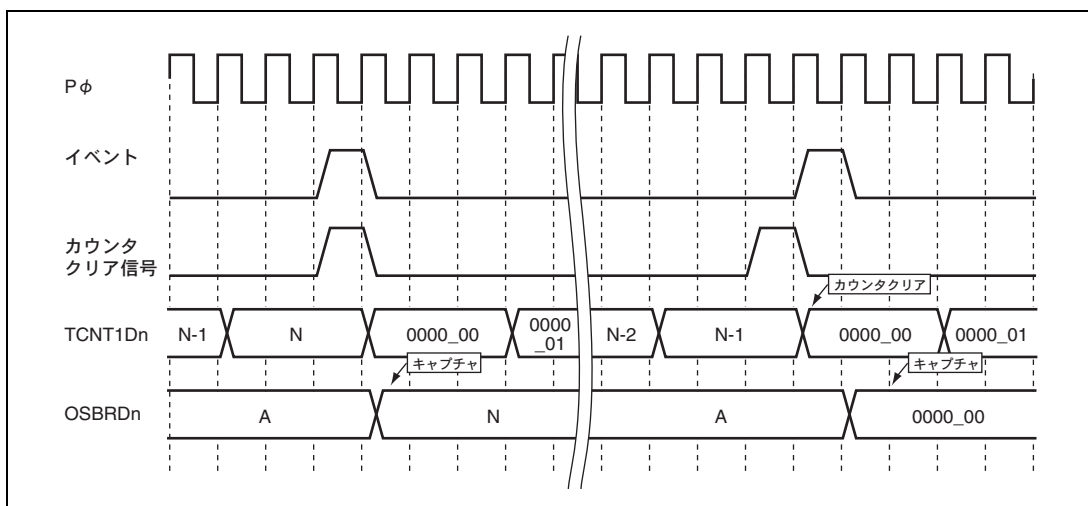 Pφ
イベント
カウンタ
クリア信号
カウンタクリア
TCNT1Dn
N-1
N
0000_00
0000
_01
N-2
N-1
0000_00
0000_01
キャプチャ
キャプチャ
OSBRDn
A
N
A
0000_00